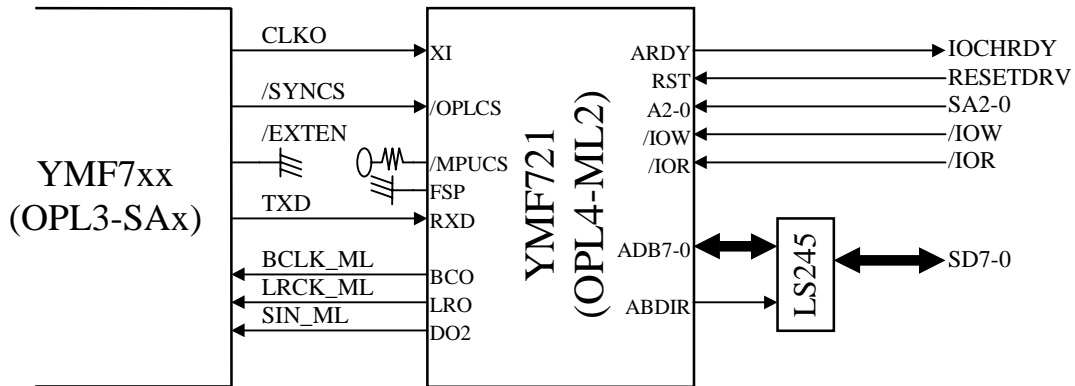 CLKO
/SYNCS
/EXTEN
TXD
BCLK_ML
LRCK_ML
SIN_ML
YMF7xx
(OPL3-SAx)
XI
/OPLCS
/MPUCS
FSP
RXD
BCO
LRO
DO2
YMF721
(OPL4-ML2)
ARDY
RST
A2-0
/IOW
/IOR
ADB7-0
ABDIR
LS245
IOCHRDY
RESETDRV
SA2-0
/IOW
/IOR
SD7-0